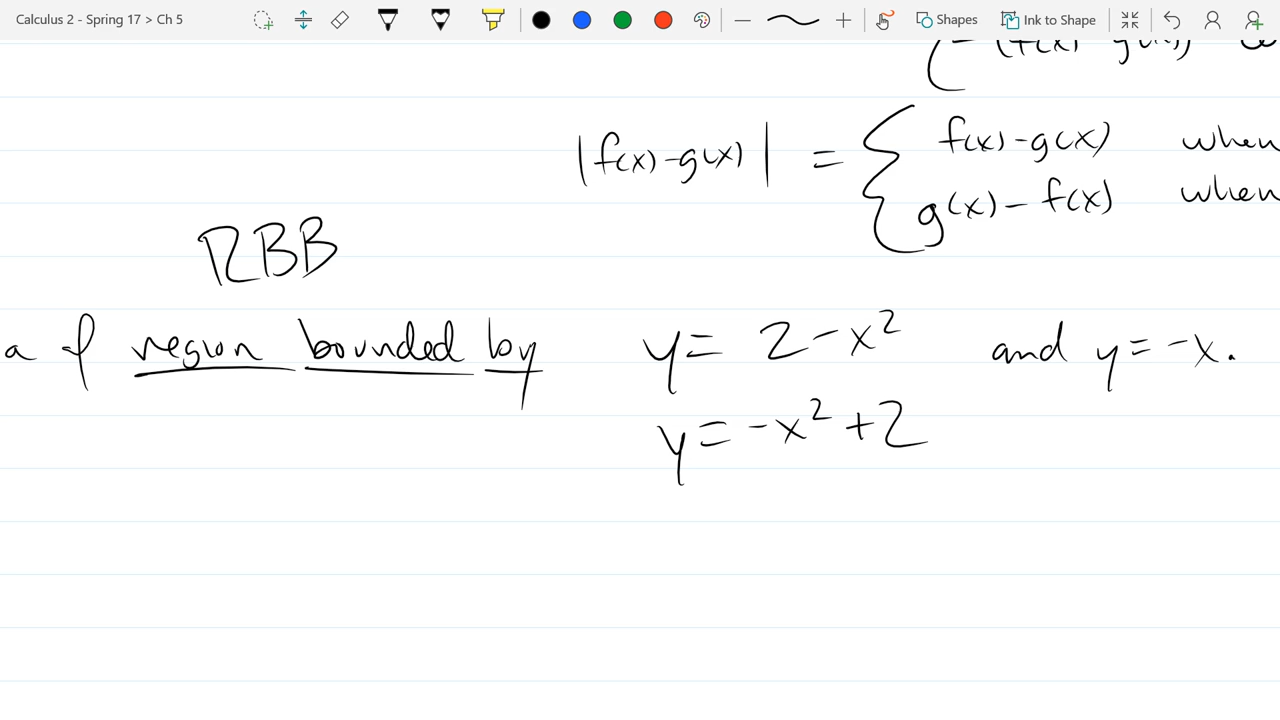 Calculus 2 - Spring 17 > Ch 5
Shapes
Ink to Shape
|f(x)-g(x)| = { f(x)-g(x) when
g(x)-f(x) when
RBB
a of region bounded by y = 2-x² and y = -x.
y = -x² + 2